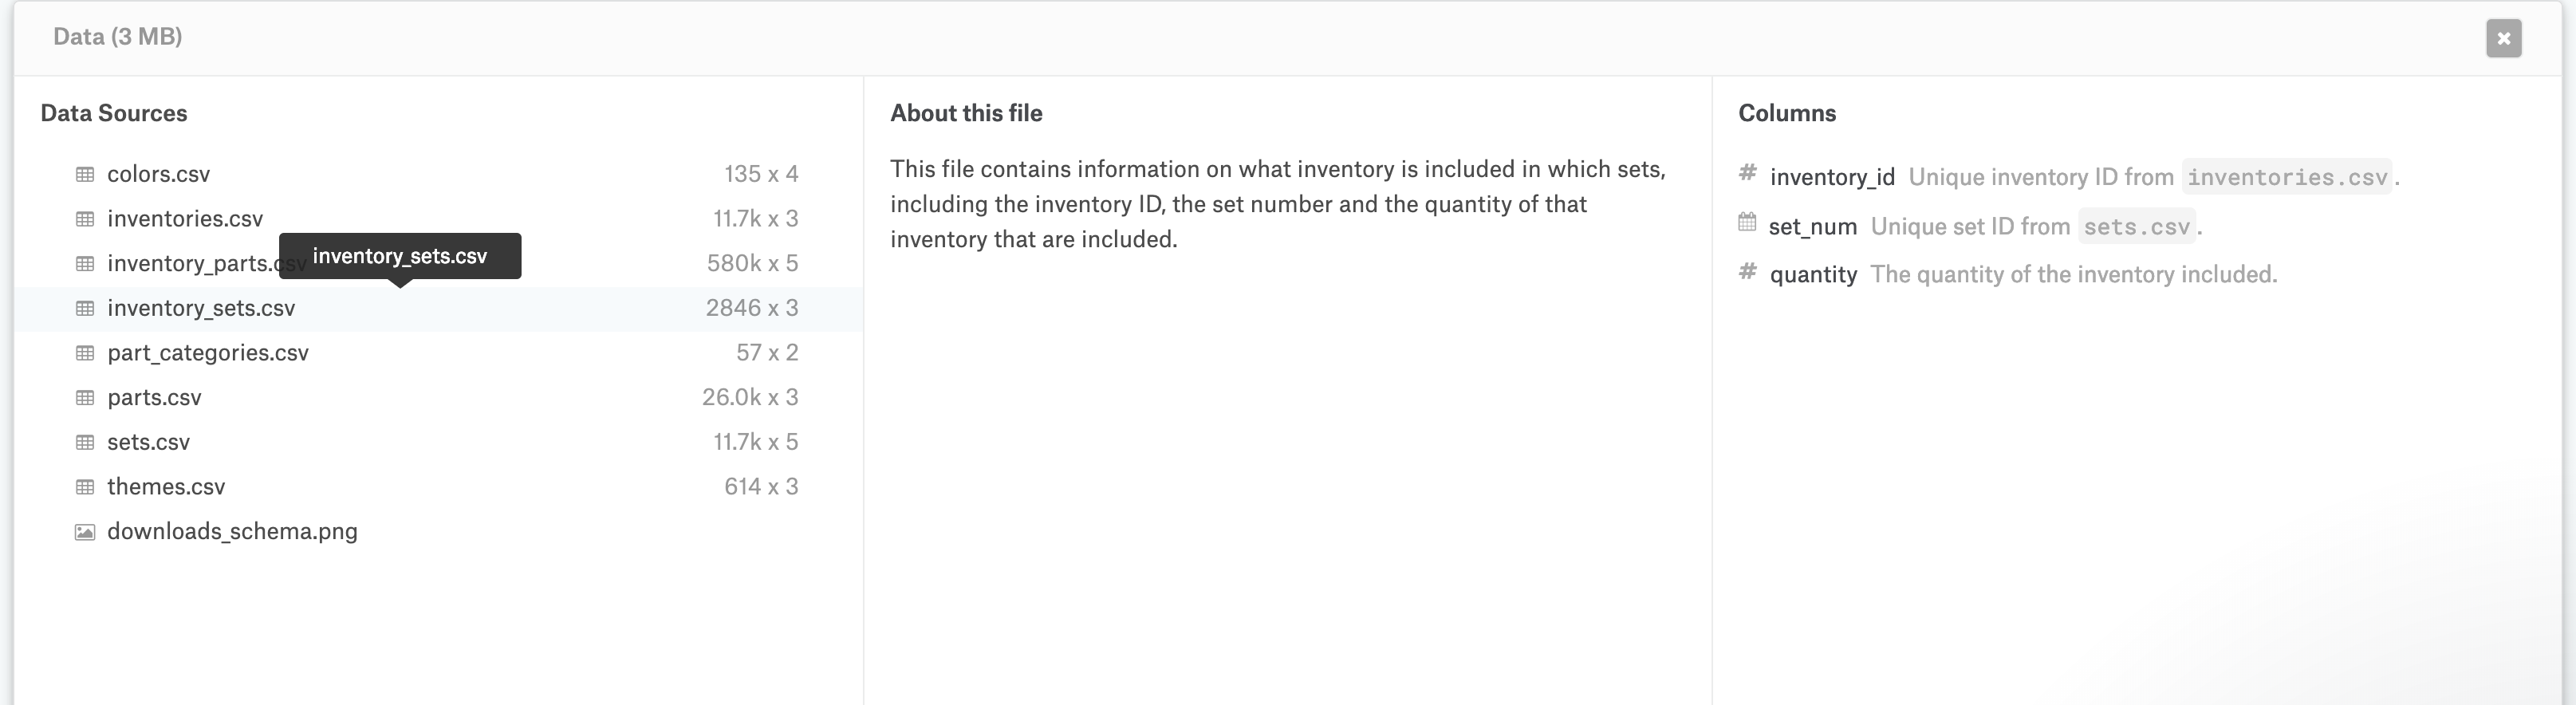 Data (3 MB)
Data Sources
colors.csv 135 x 4
inventories.csv 11.7k x 3
inventory_parts.csv 580k x 5
inventory_sets.csv
inventory_sets.csv 2846 x 3
part_categories.csv 57 x 2
parts.csv 26.0k x 3
sets.csv 11.7k x 5
themes.csv 614 x 3
downloads_schema.png
About this file
This file contains information on what inventory is included in which sets,
including the inventory ID, the set number and the quantity of that
inventory that are included.
Columns
# inventory_id Unique inventory ID from inventories.csv.
set_num Unique set ID from sets.csv.
# quantity The quantity of the inventory included.